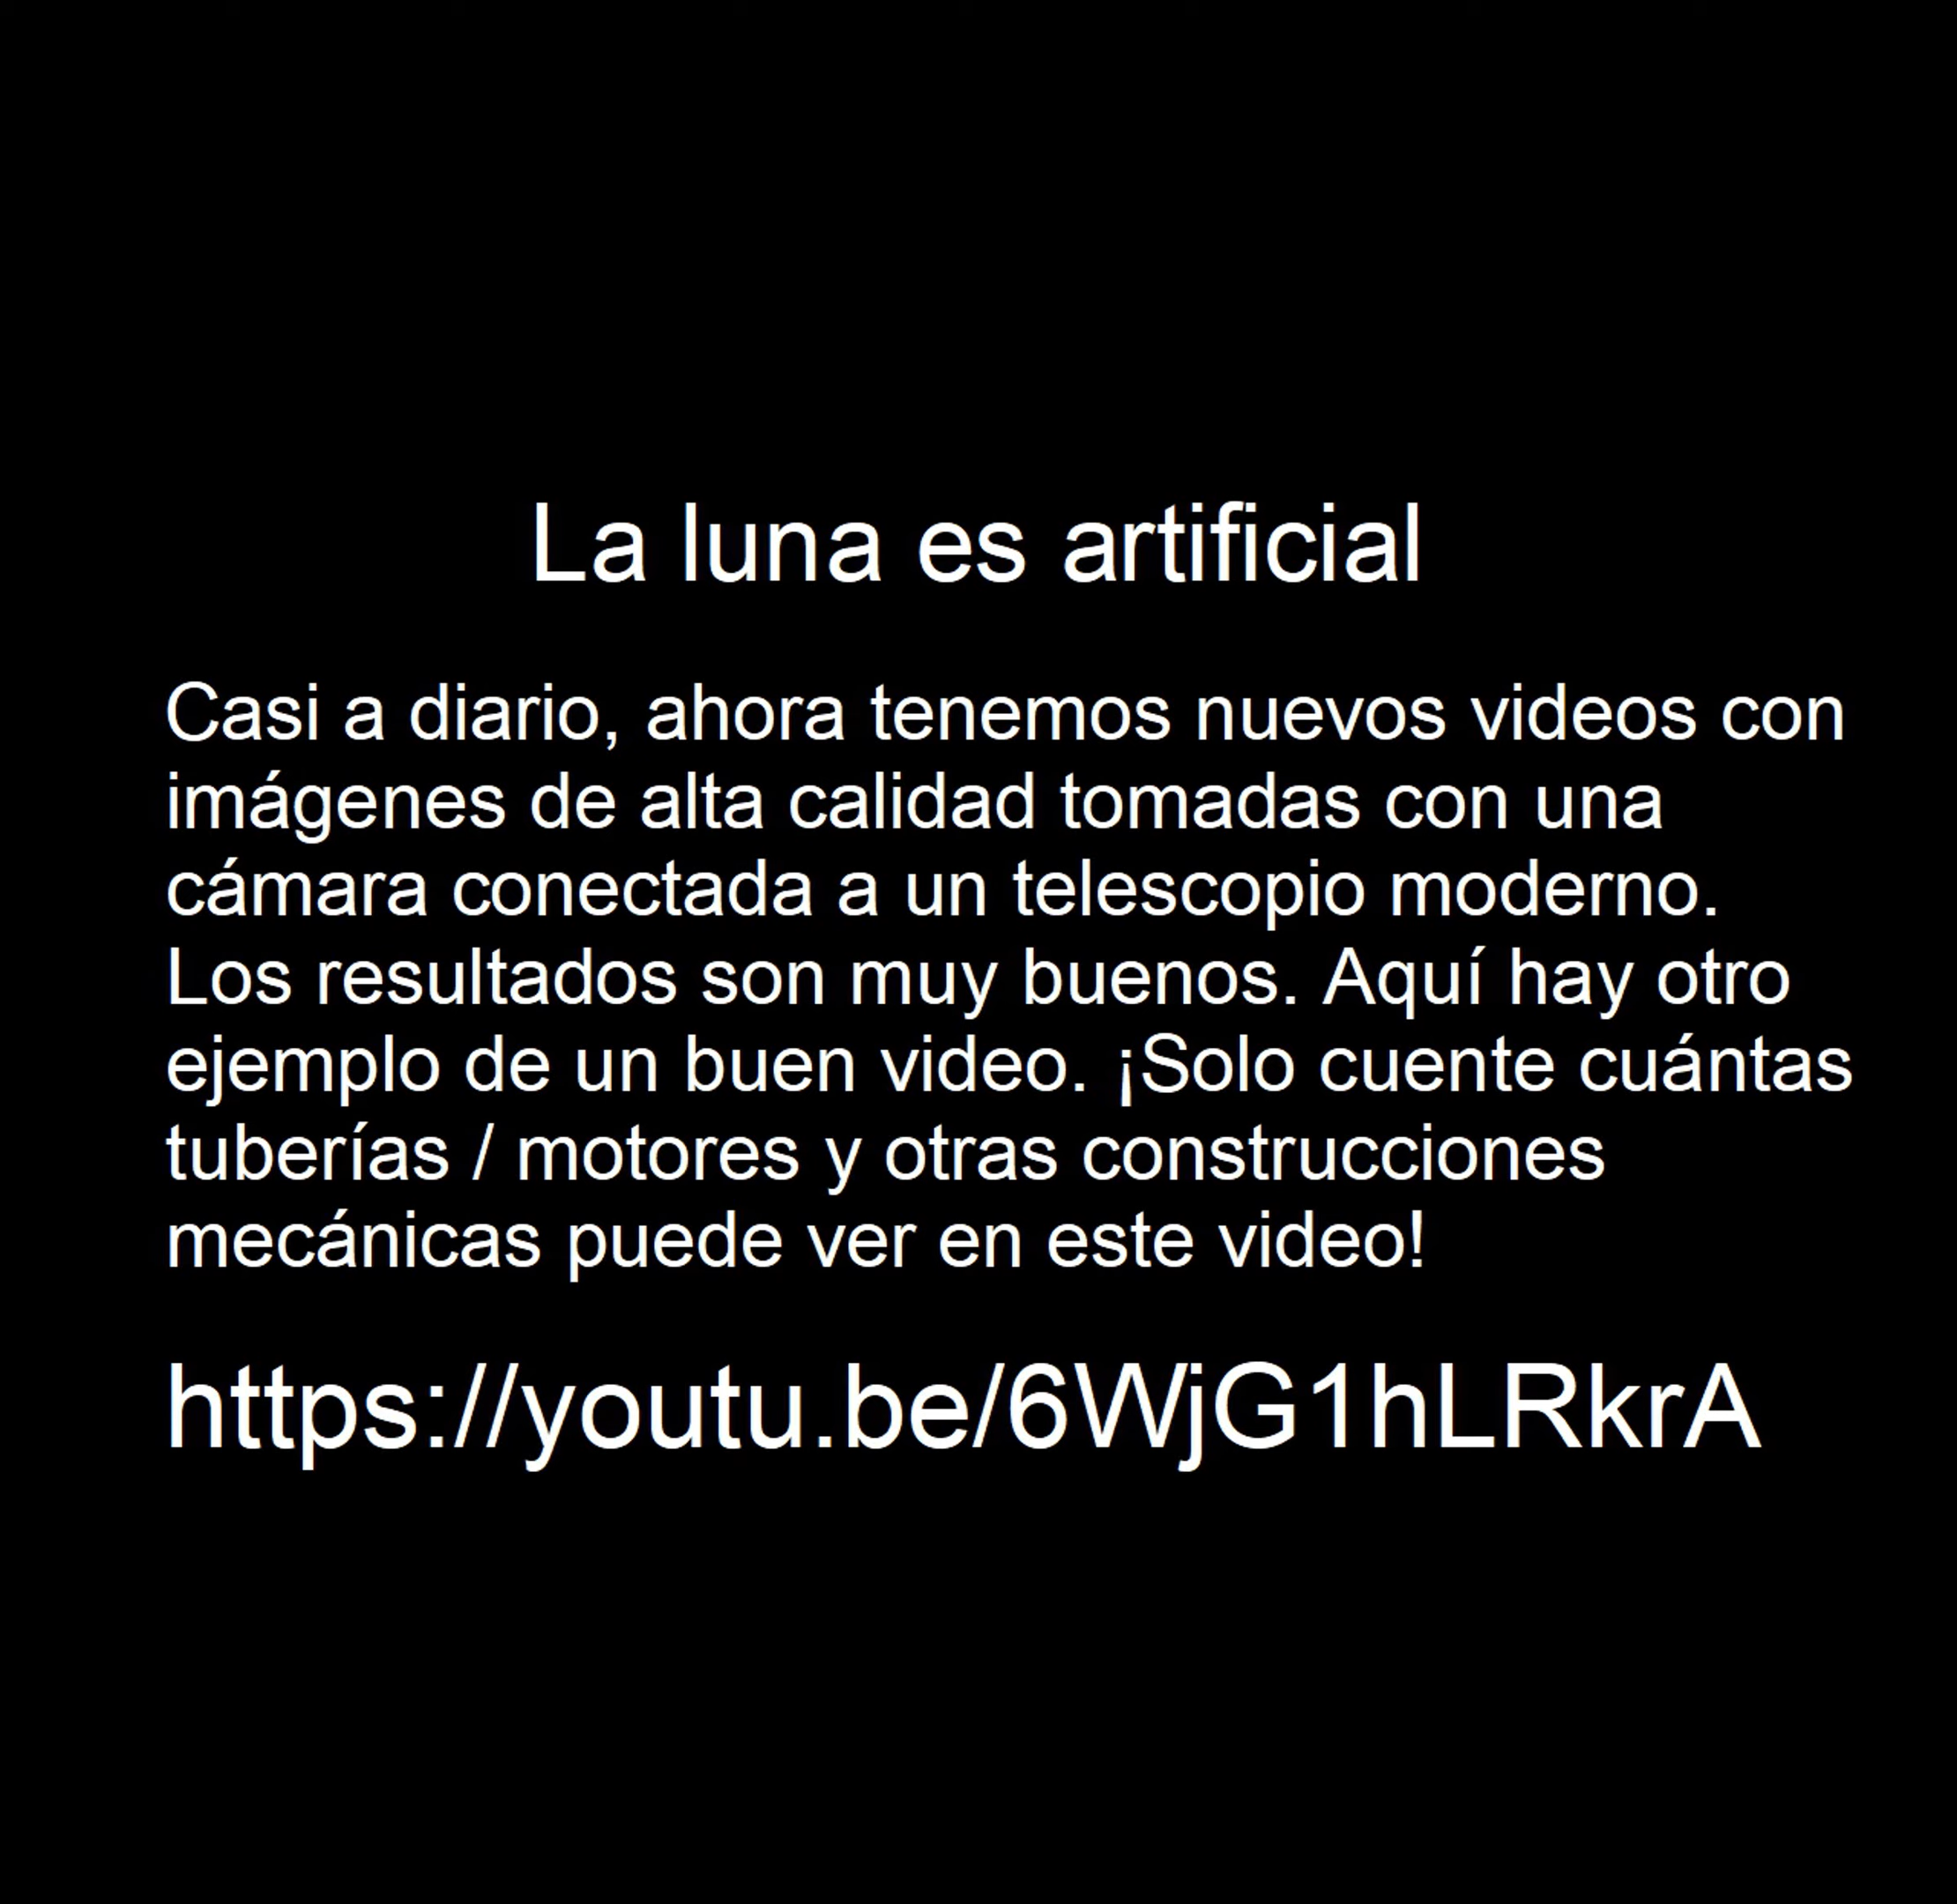 La luna es artificial
Casi a diario, ahora tenemos nuevos videos con
imágenes de alta calidad tomadas con una
cámara conectada a un telescopio moderno.
Los resultados son muy buenos. Aquí hay otro
ejemplo de un buen video. ¡Solo cuente cuántas
tuberías / motores y otras construcciones
mecánicas puede ver en este video!
https://youtu.be/6WjG1hLRkrA